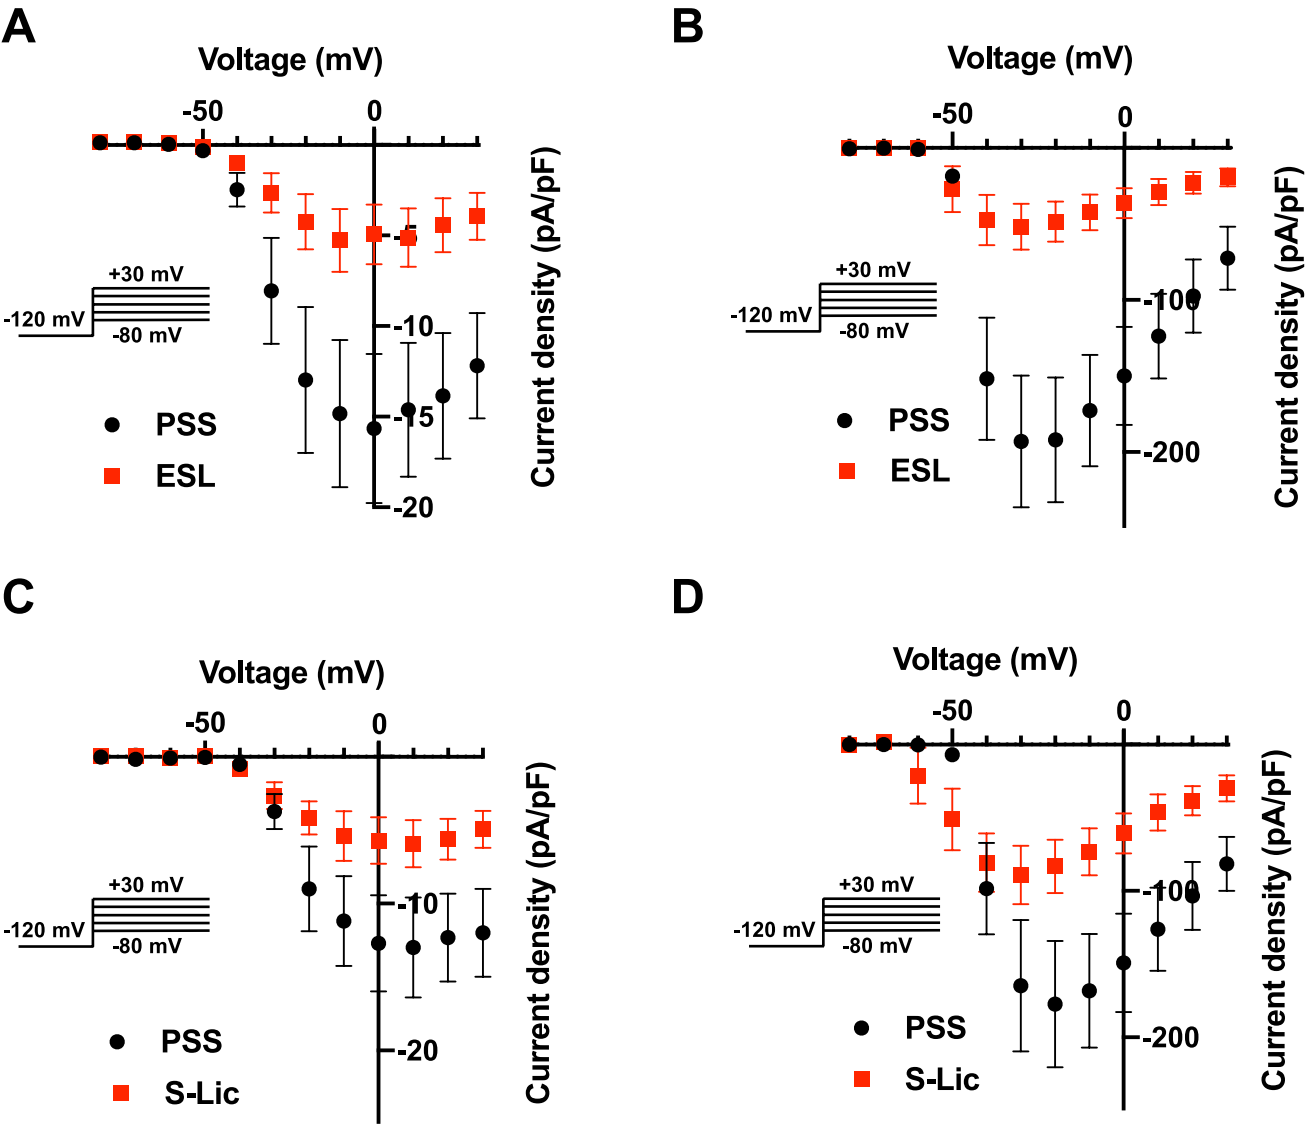 A
Voltage (mV)
-50
0
-5
-10
-15
-20
Current density (pA/pF)
+30 mV
-120 mV
-80 mV
PSS
ESL
B
Voltage (mV)
-50
0
-100
-200
Current density (pA/pF)
+30 mV
-120 mV
-80 mV
PSS
ESL
C
Voltage (mV)
-50
0
-10
-20
Current density (pA/pF)
+30 mV
-120 mV
-80 mV
PSS
S-Lic
D
Voltage (mV)
-50
0
-100
-200
Current density (pA/pF)
+30 mV
-120 mV
-80 mV
PSS
S-Lic